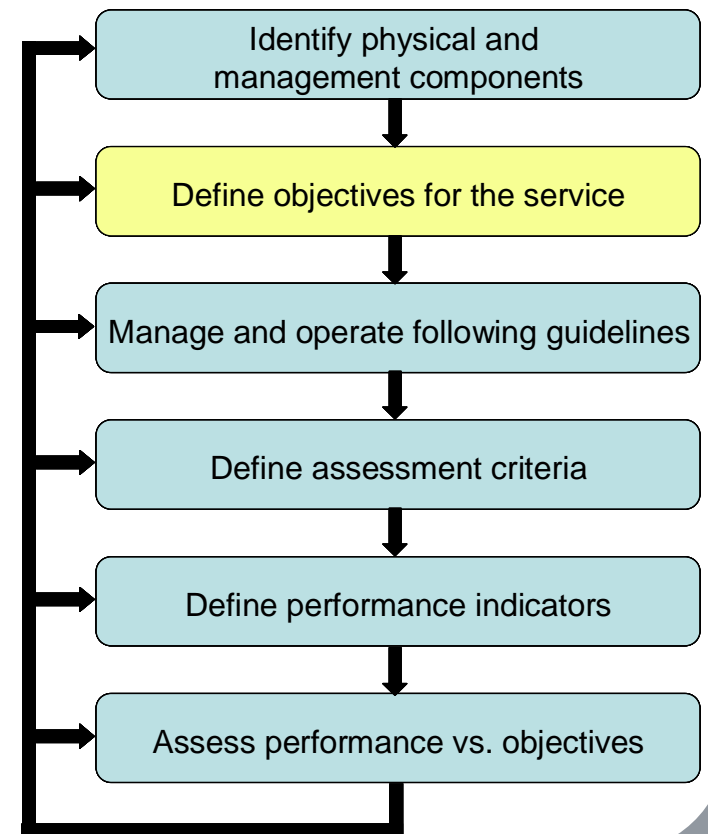 Identify physical and
management components
Define objectives for the service
Manage and operate following guidelines
Define assessment criteria
Define performance indicators
Assess performance vs. objectives